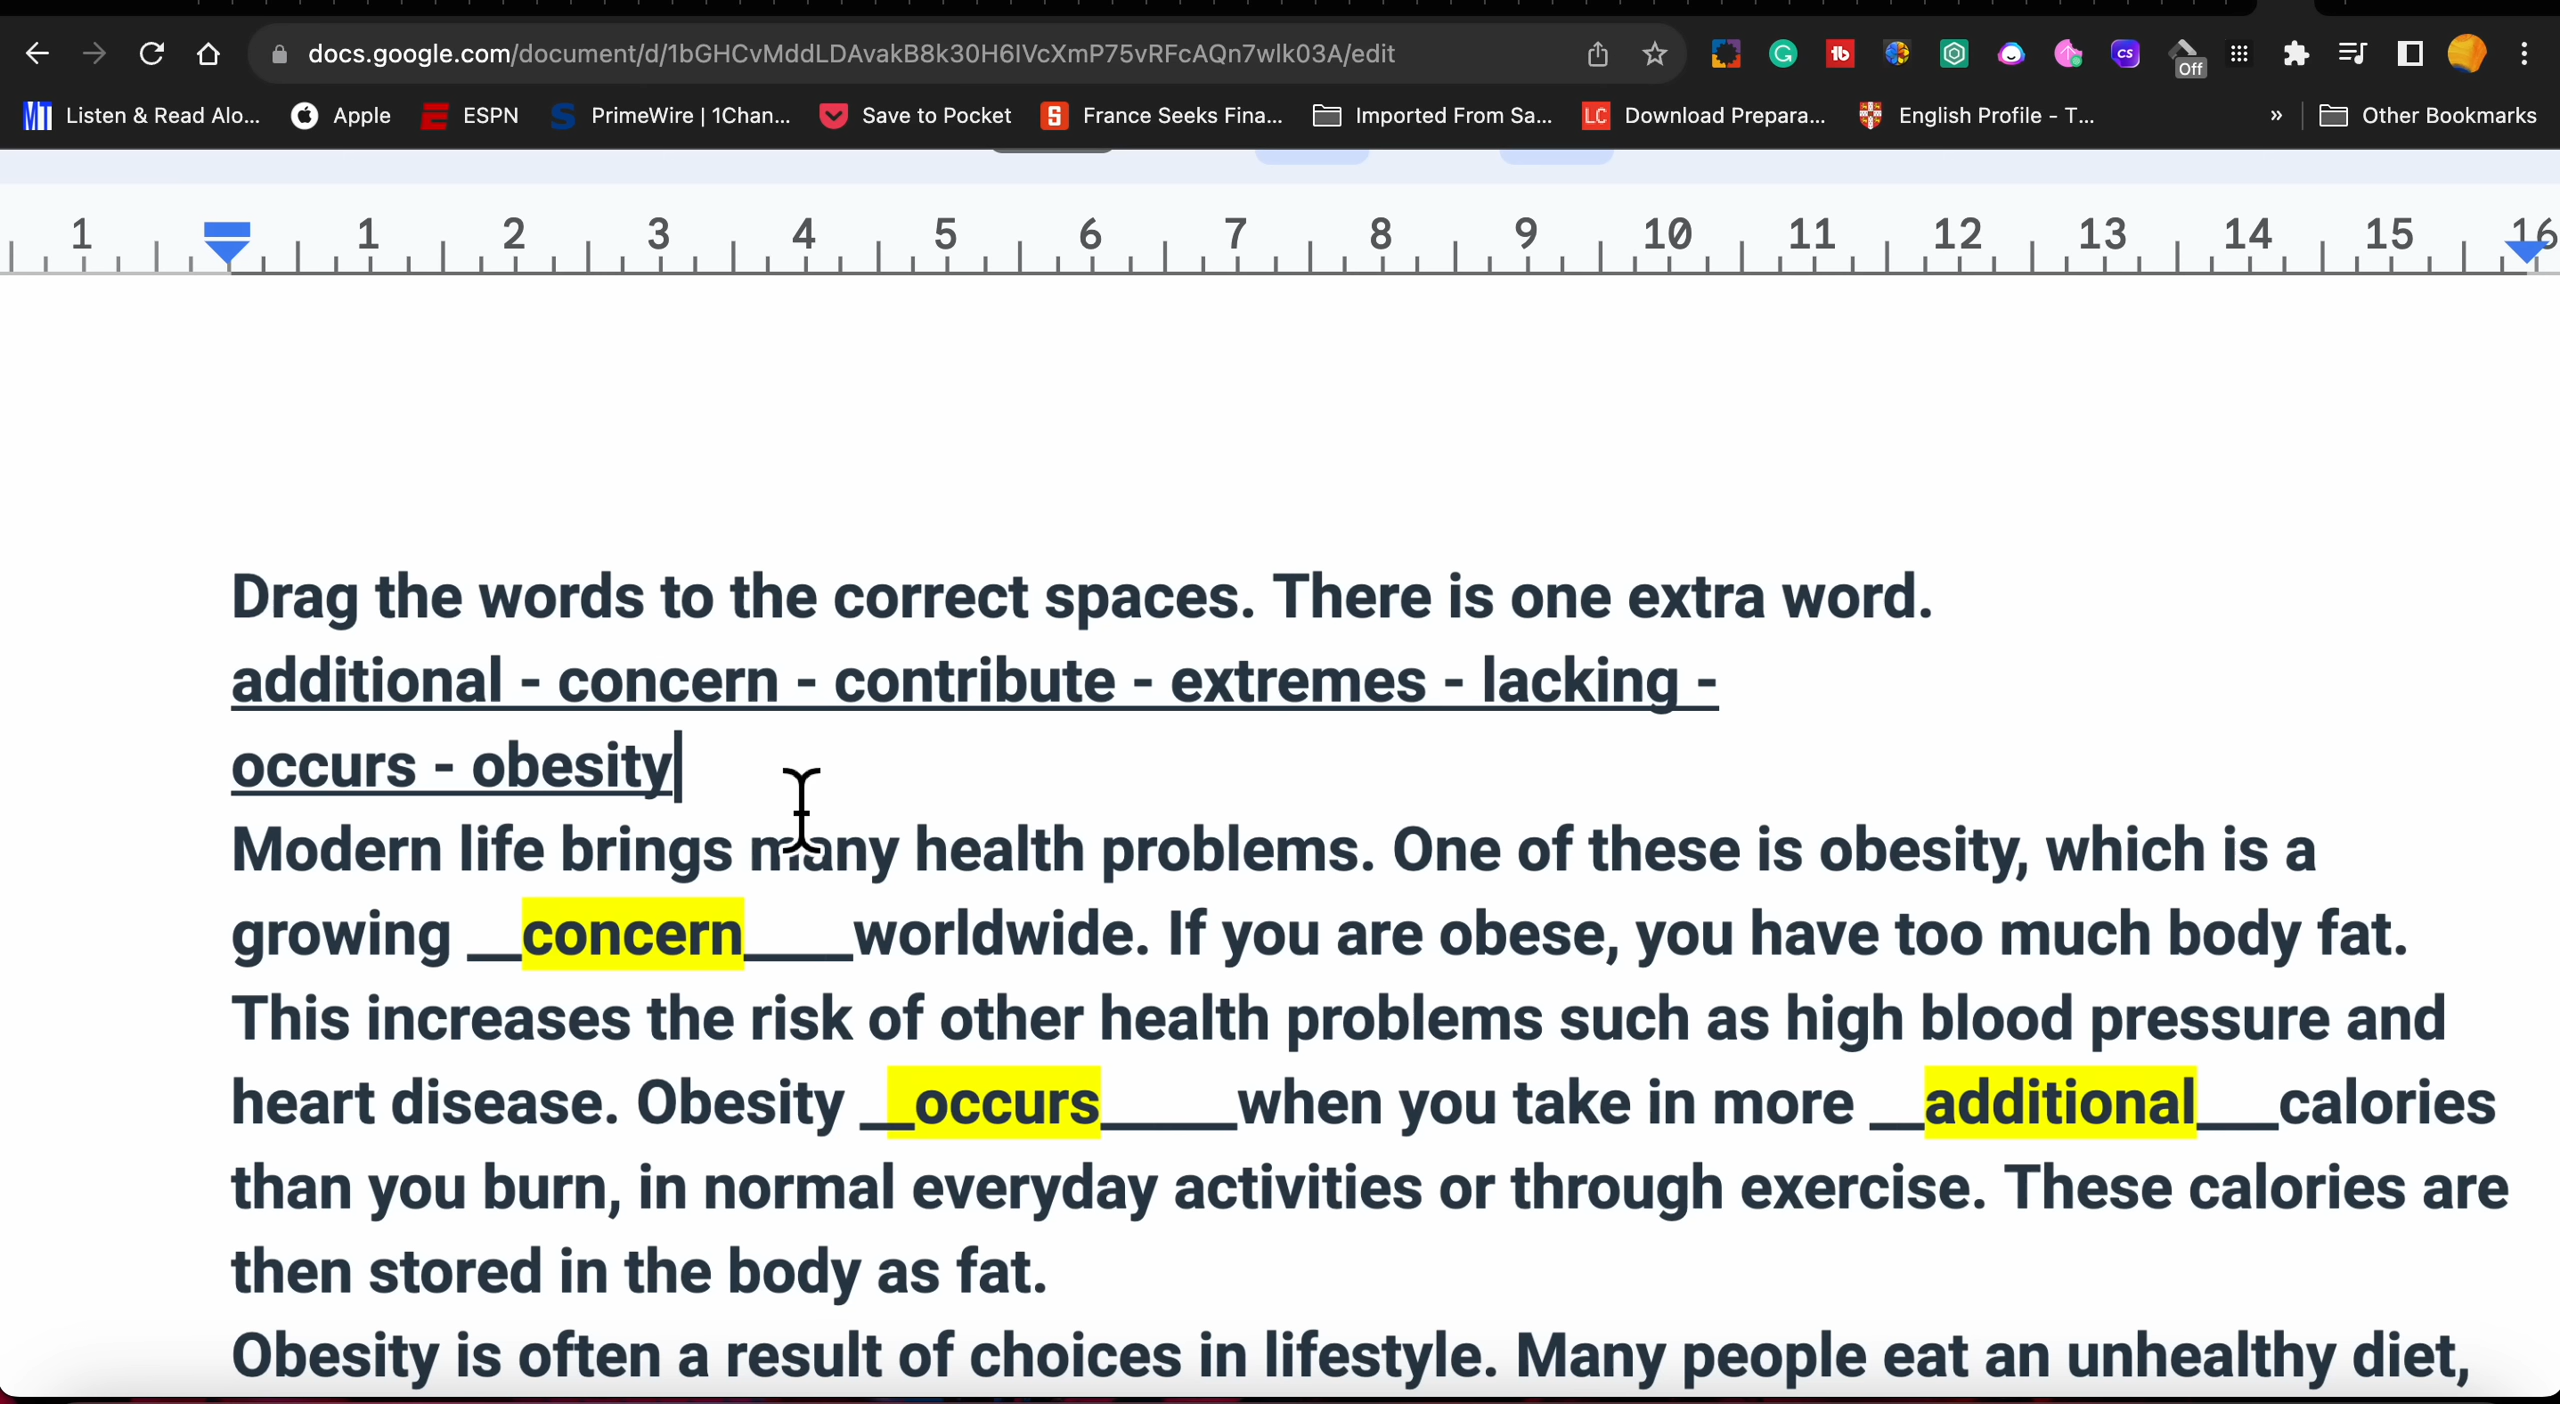 docs.google.com/document/d/1bGHCvMddLDAvakB8k30H6IVcXmP75vRFcAQn7wlk03A/edit
Off
Listen & Read Alo... Apple ESPN PrimeWire | 1Chan... Save to Pocket France Seeks Fina... Imported From Sa... Download Prepara... English Profile - T... » Other Bookmarks
1 1 2 3 4 5 6 7 8 9 10 11 12 13 14 15 16
Drag the words to the correct spaces. There is one extra word.
additional - concern - contribute - extremes - lacking -
occurs - obesity
Modern life brings many health problems. One of these is obesity, which is a
growing __concern____worldwide. If you are obese, you have too much body fat.
This increases the risk of other health problems such as high blood pressure and
heart disease. Obesity __occurs_____when you take in more __additional___calories
than you burn, in normal everyday activities or through exercise. These calories are
then stored in the body as fat.
Obesity is often a result of choices in lifestyle. Many people eat an unhealthy diet,